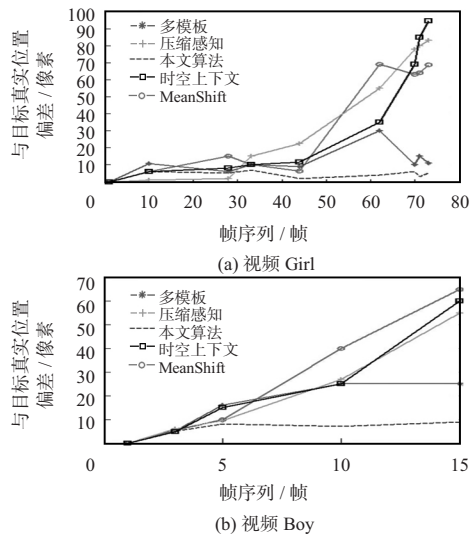 与目标真实位置
偏差 / 像素
100
90
80
70
60
50
40
30
20
10
多模板
压缩感知
本文算法
时空上下文
MeanShift
0 10 20 30 40 50 60 70 80
帧序列 / 帧
(a) 视频 Girl
与目标真实位置
偏差 / 像素
70
60
50
40
30
20
10
多模板
压缩感知
本文算法
时空上下文
MeanShift
0 5 10 15
帧序列 / 帧
(b) 视频 Boy